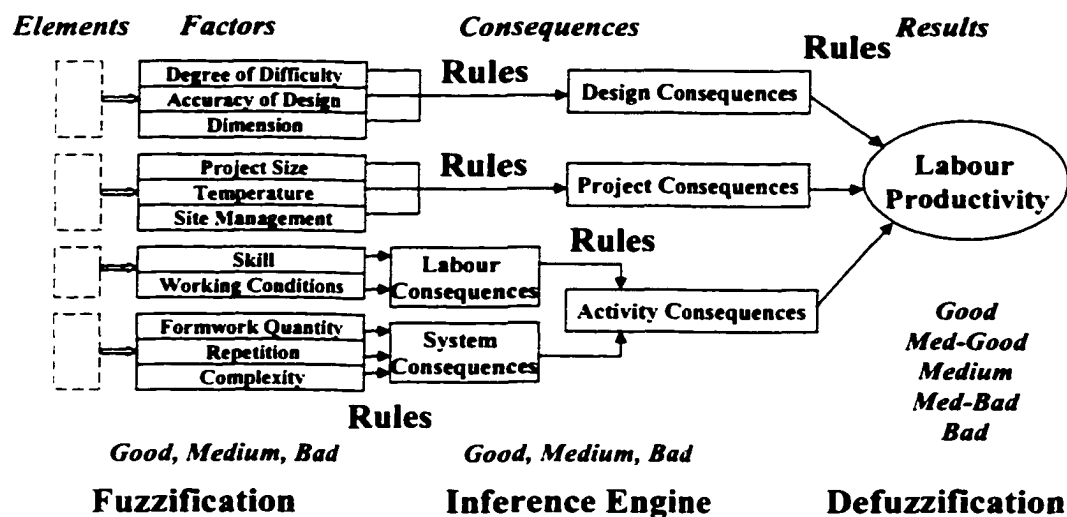 Elements Factors Consequences Results
Rules
Degree of Difficulty
Accuracy of Design
Dimension
Rules
Design Consequences
Project Size
Temperature
Site Management
Rules
Project Consequences
Labour
Productivity
Skill
Working Conditions
Labour
Consequences
Rules
Activity Consequences
Formwork Quantity
Repetition
Complexity
System
Consequences
Rules
Good
Med-Good
Medium
Med-Bad
Bad
Good, Medium, Bad Good, Medium, Bad
Fuzzification Inference Engine Defuzzification